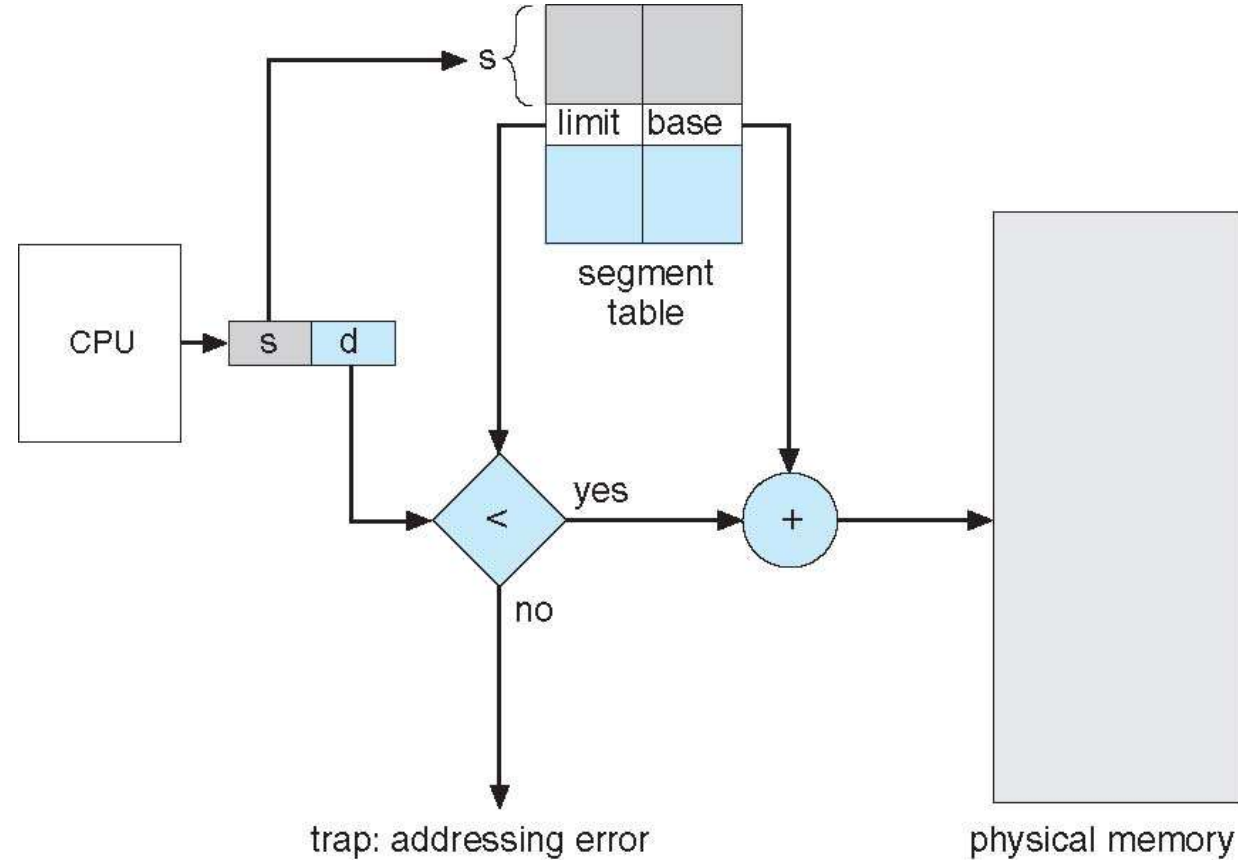 s
limit base
segment
table
CPU
s d
<
yes
+
no
trap: addressing error
physical memory